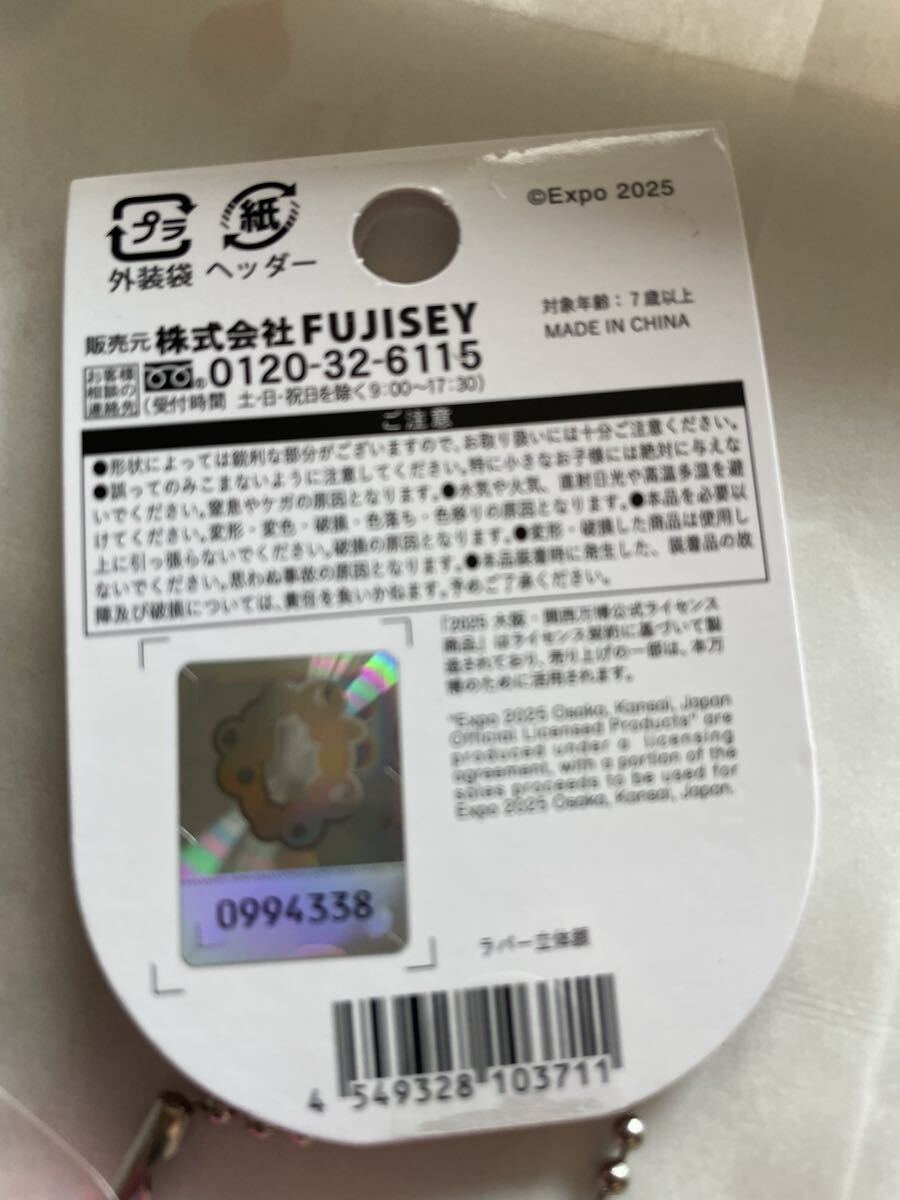 ©Expo 2025
プラ 紙
外装袋 ヘッダー
対象年齢：7歳以上
MADE IN CHINA
販売元 株式会社FUJISEY
お客様相談の連絡先 0120-32-6115
(受付時間 土・日・祝日を除く9:00〜17:30)
ご注意
●形状によっては鋭利な部分がございますので、お取り扱いには十分ご注意ください。
●誤ってのみこまないように注意してください。特に小さなお子様には絶対に与えな
いでください。窒息やケガの原因となります。●水気や火気、直射日光や高温多湿を避
けてください。変形・変色・破損・色落ち・色移りの原因となります。●本品を必要以
上に引っ張らないでください。破損の原因となります。●変形・破損した商品は使用し
ないでください。思わぬ事故の原因となります。●本品装着時に発生した、装着品の故
障及び破損については、責任を負いかねます。予めご了承ください。
「2025 大阪・関西万博公式ライセンス
商品」はライセンス契約に基づいて製
造されており、売り上げの一部は、本万
博のために活用されます。
"Expo 2025 Osaka, Kansai, Japan
Official Licensed Products" are
produced under a licensing
agreement, with a portion of the
sales proceeds to be used for
Expo 2025 Osaka, Kansai, Japan.
0994338
ラバー立体眼
4 549328 103711